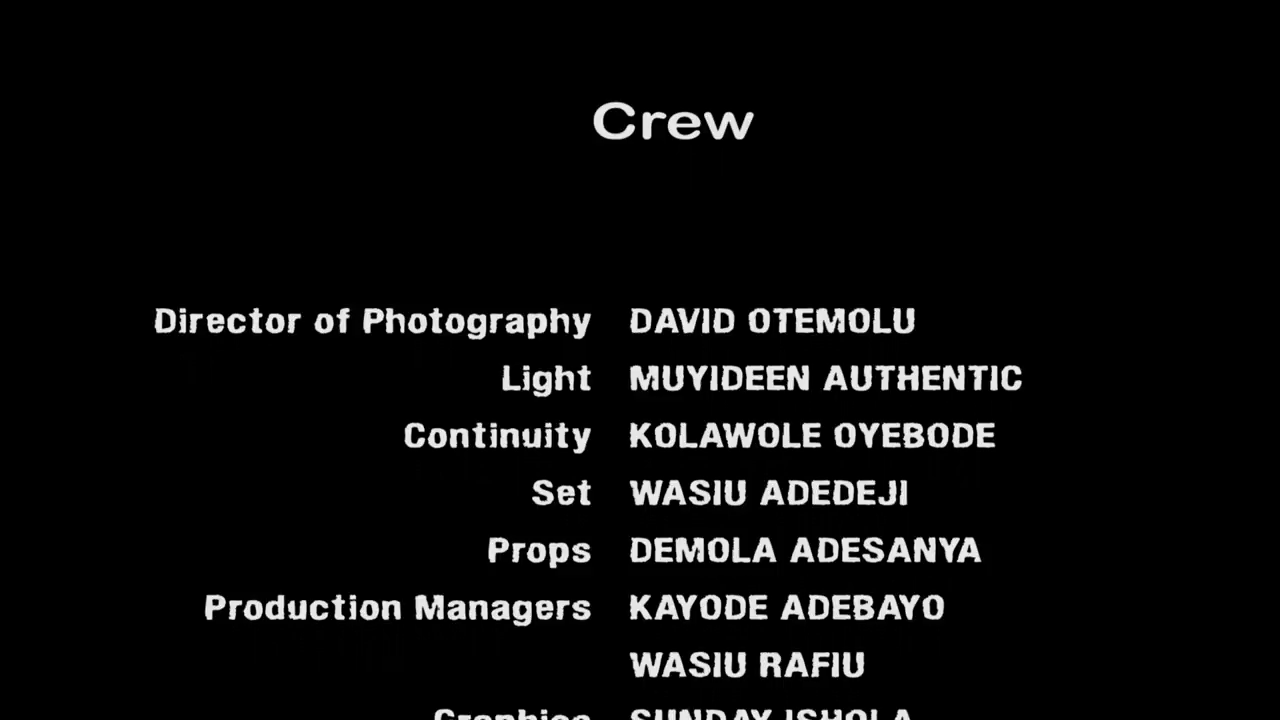 Crew
Director of Photography DAVID OTEMOLU
Light MUYIDEEN AUTHENTIC
Continuity KOLAWOLE OYEBODE
Set WASIU ADEDEJI
Props DEMOLA ADESANYA
Production Managers KAYODE ADEBAYO
WASIU RAFIU
Graphics SUNDAY ISHOLA